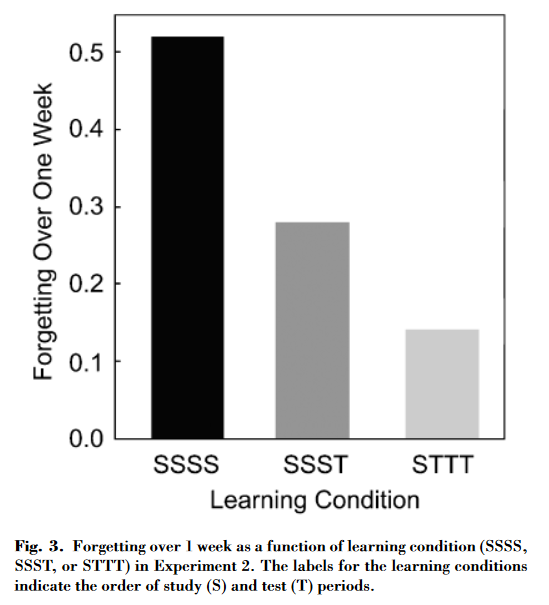 Forgetting Over One Week
0.5
0.4
0.3
0.2
0.1
0.0
SSSS SSST STTT
Learning Condition
Fig. 3. Forgetting over 1 week as a function of learning condition (SSSS,
SSST, or STTT) in Experiment 2. The labels for the learning conditions
indicate the order of study (S) and test (T) periods.